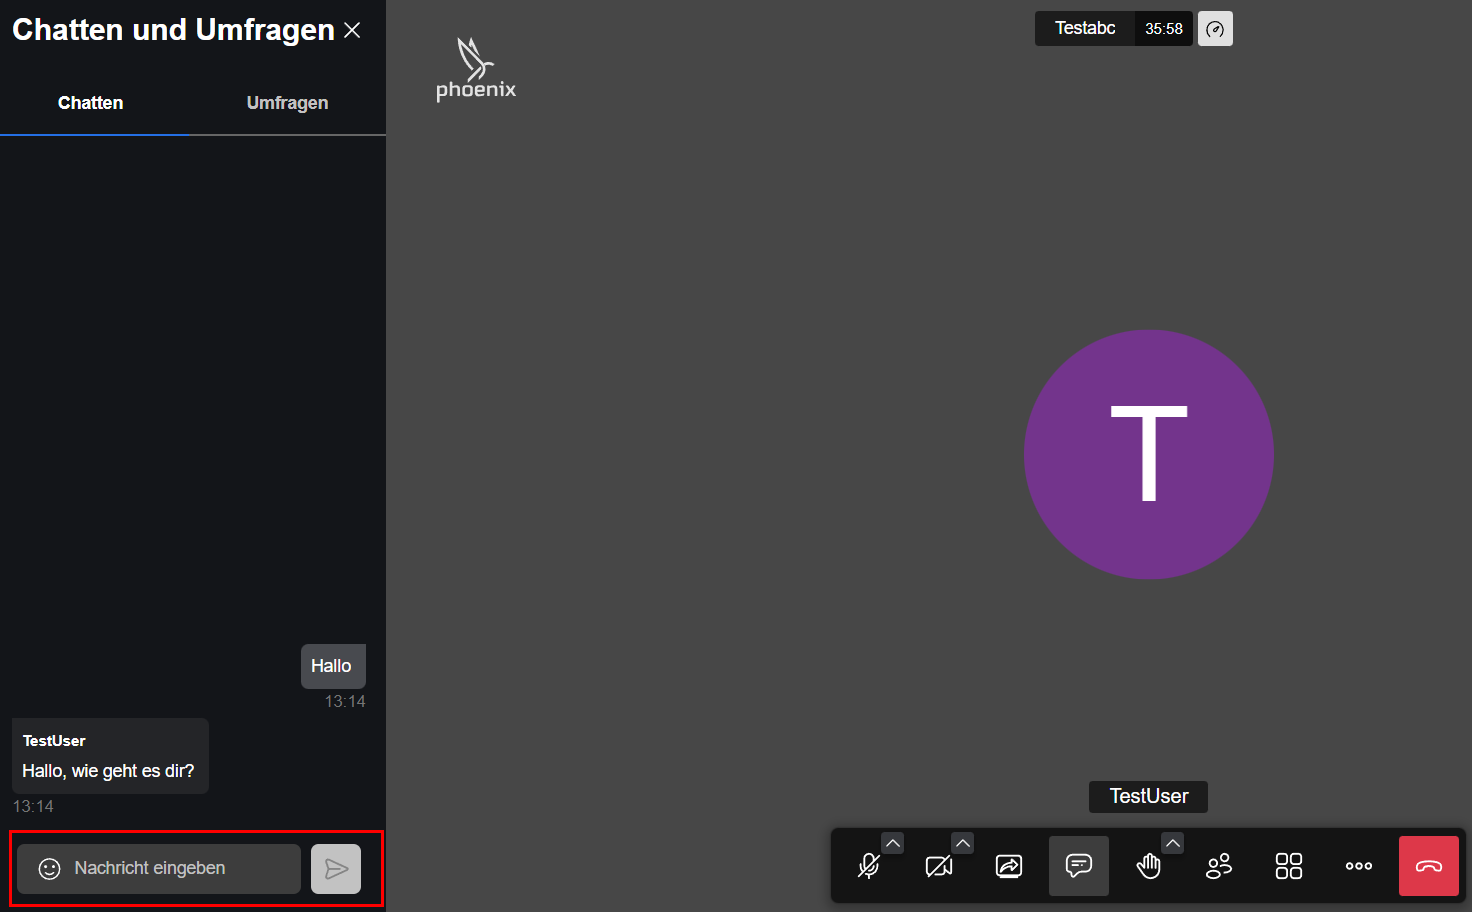 Chatten und Umfragen
Chatten
Umfragen
Hallo
13:14
TestUser
Hallo, wie geht es dir?
13:14
Nachricht eingeben
phoenix
Testabc
35:58
T
TestUser